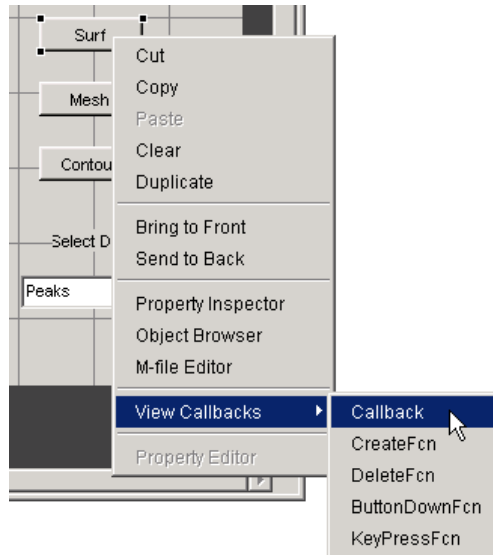 Surf
Mesh
Contou
Select D
Peaks
Cut
Copy
Paste
Clear
Duplicate
Bring to Front
Send to Back
Property Inspector
Object Browser
M-file Editor
View Callbacks
Property Editor
Callback
CreateFcn
DeleteFcn
ButtonDownFcn
KeyPressFcn